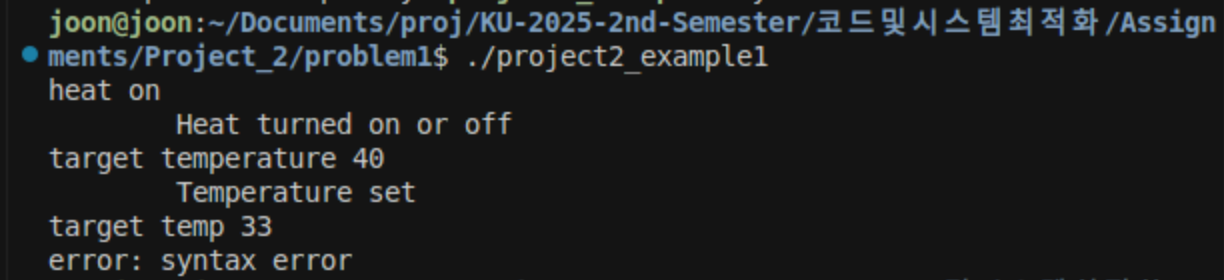 joon@joon:~/Documents/proj/KU-2025-2nd-Semester/코드및시스템최적화/Assign
ments/Project_2/problem1$ ./project2_example1
heat on
        Heat turned on or off
target temperature 40
        Temperature set
target temp 33
error: syntax error